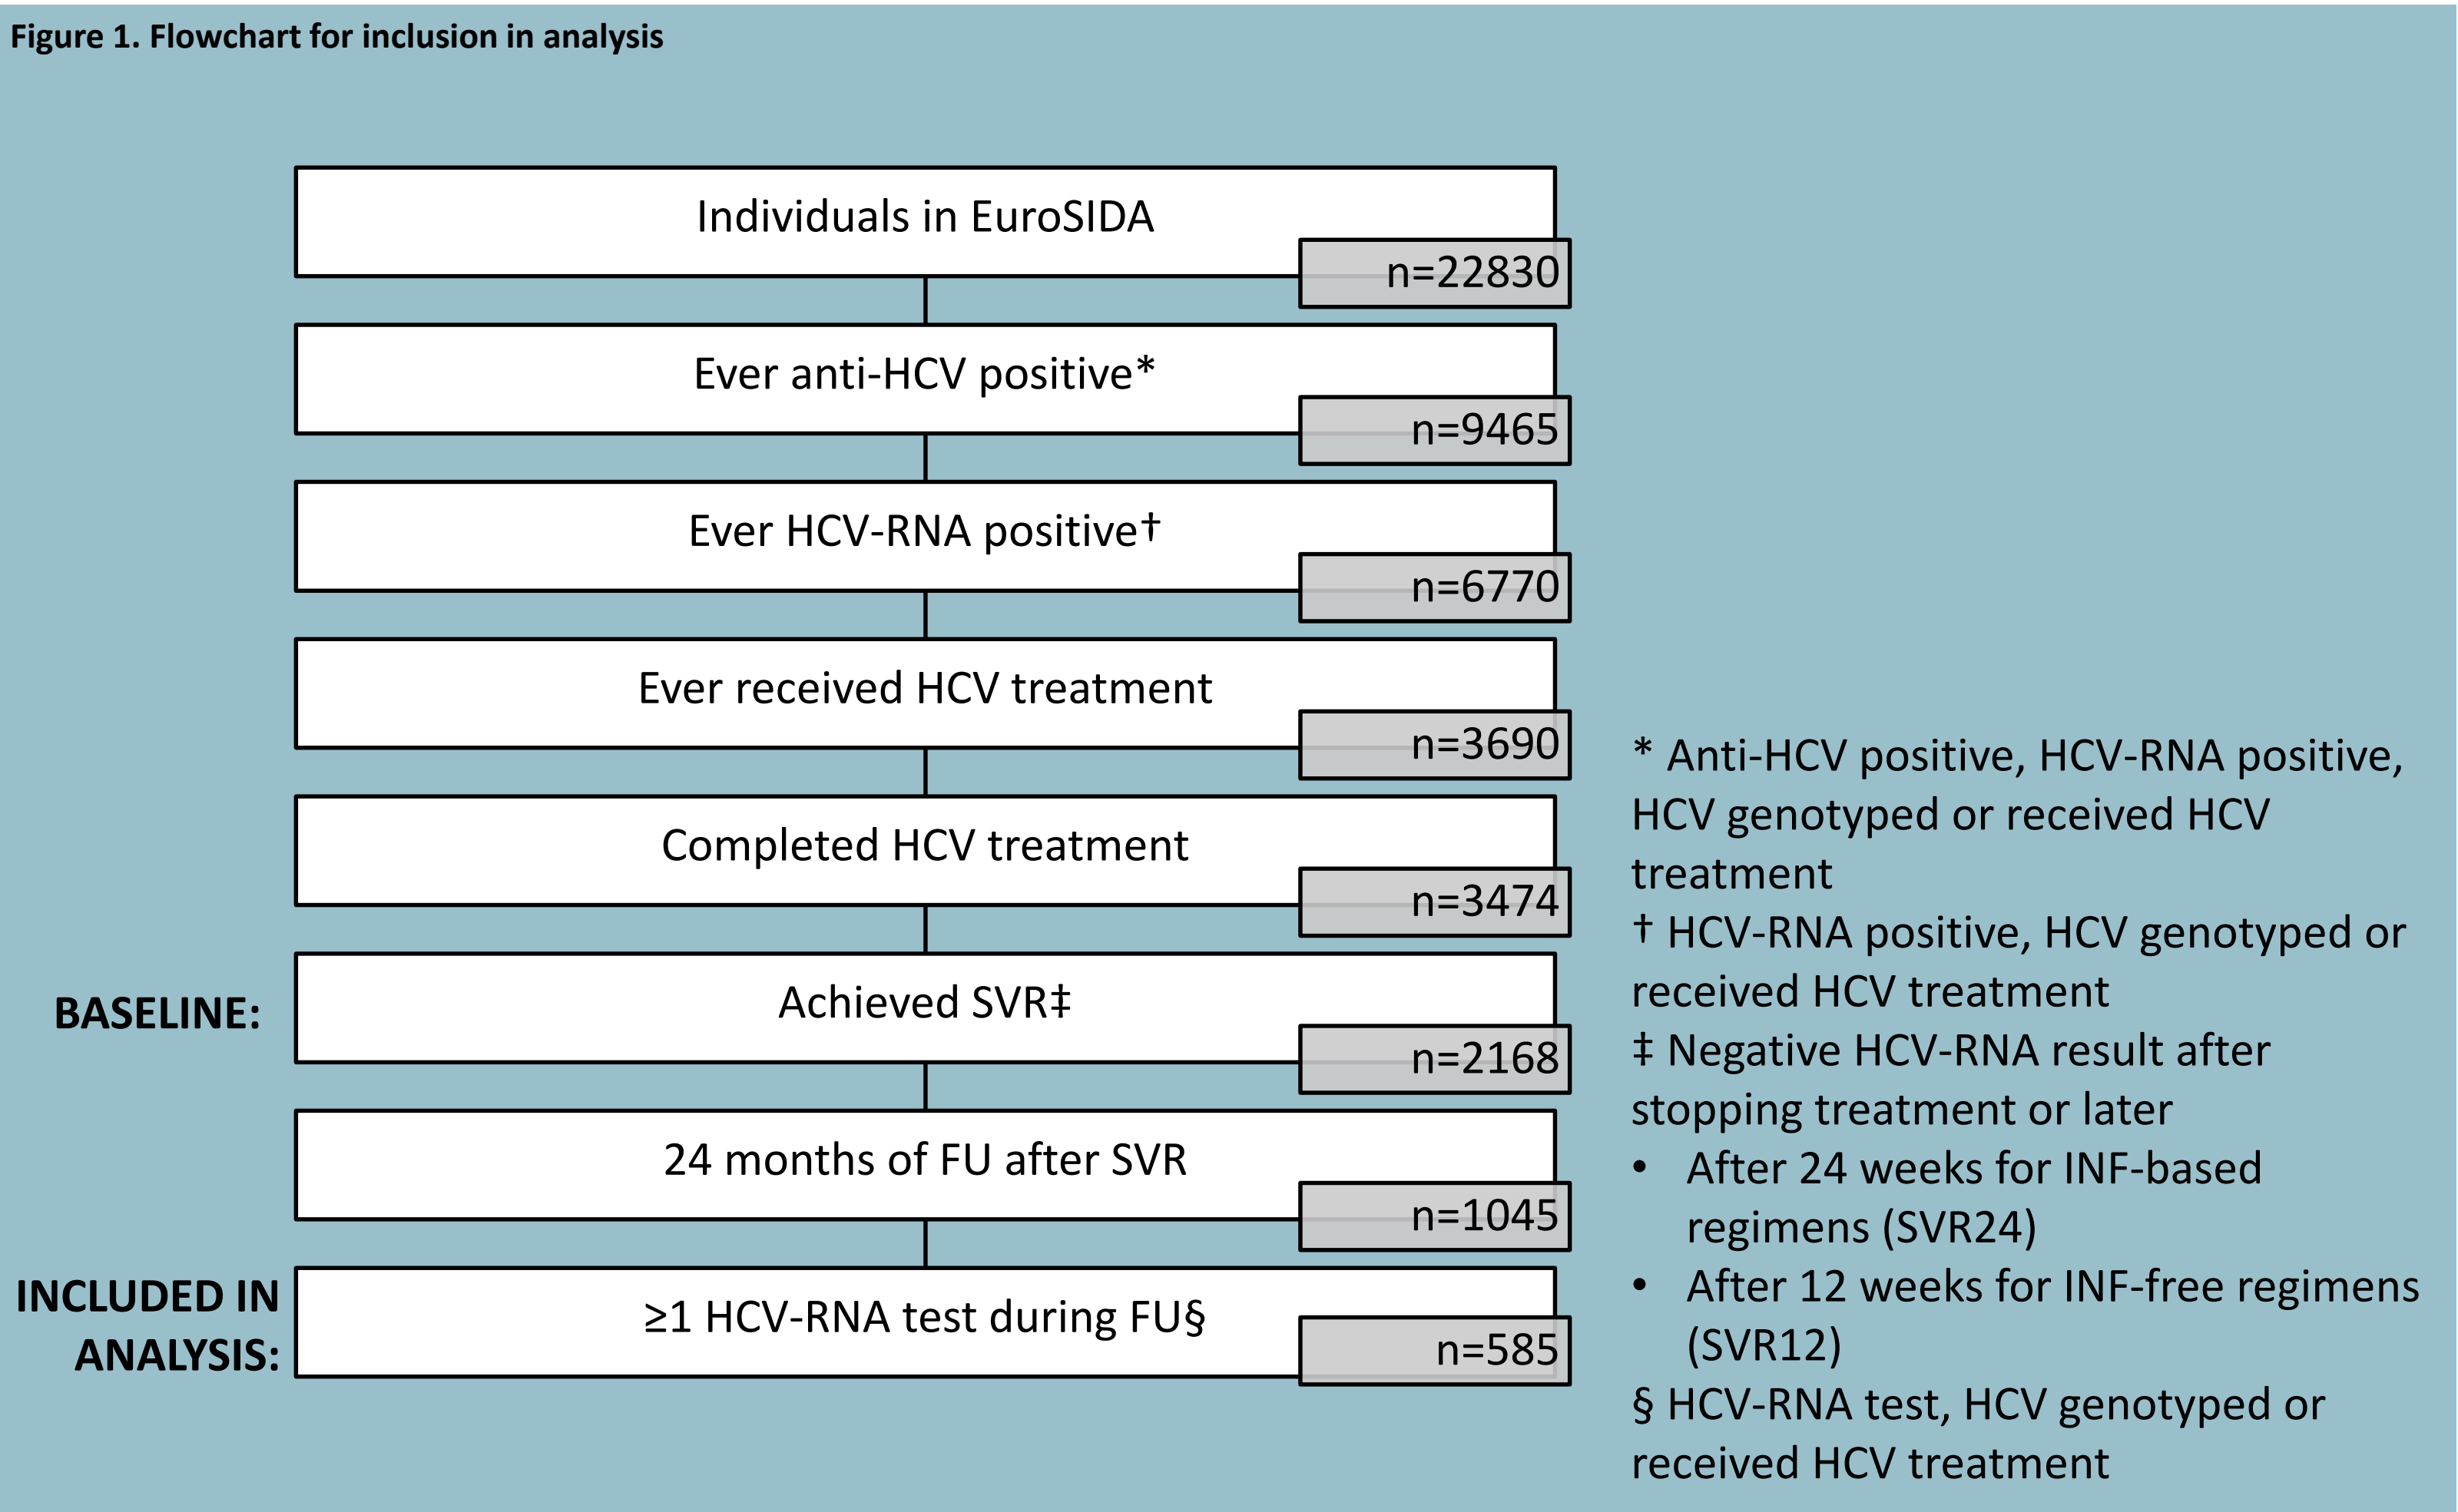 Figure 1. Flowchart for inclusion in analysis
Individuals in EuroSIDA
n=22830
Ever anti-HCV positive*
n=9465
Ever HCV-RNA positive†
n=6770
Ever received HCV treatment
n=3690
Completed HCV treatment
n=3474
BASELINE:
Achieved SVR‡
n=2168
24 months of FU after SVR
n=1045
INCLUDED IN
ANALYSIS:
≥1 HCV-RNA test during FU§
n=585
* Anti-HCV positive, HCV-RNA positive,
HCV genotyped or received HCV
treatment
† HCV-RNA positive, HCV genotyped or
received HCV treatment
‡ Negative HCV-RNA result after
stopping treatment or later
• After 24 weeks for INF-based
regimens (SVR24)
• After 12 weeks for INF-free regimens
(SVR12)
§ HCV-RNA test, HCV genotyped or
received HCV treatment